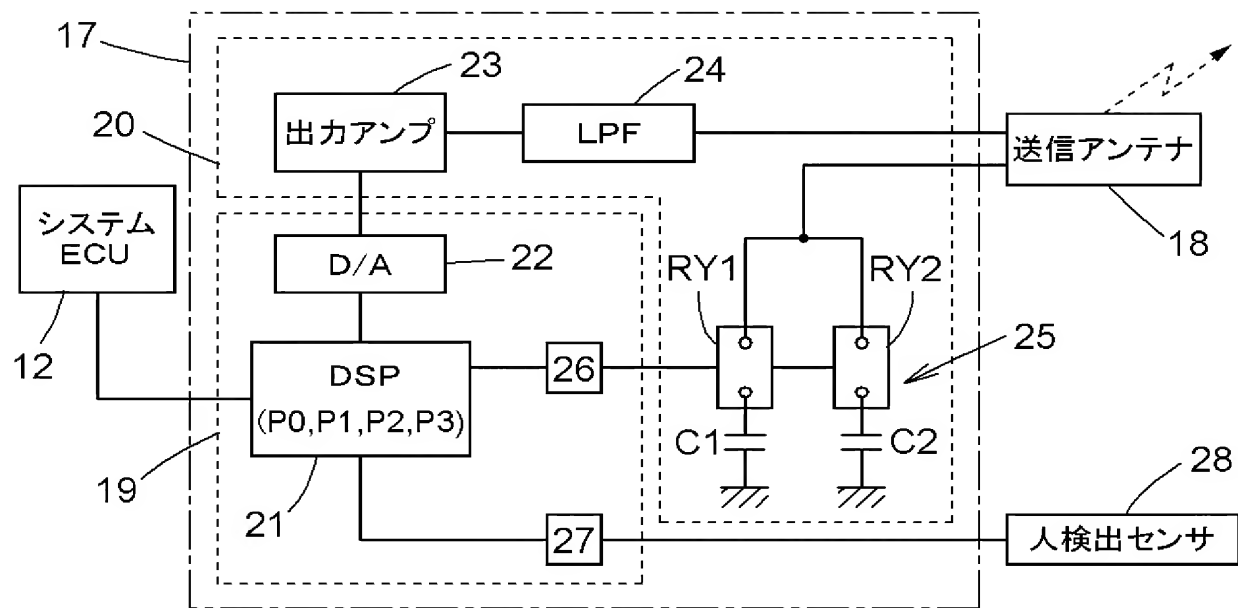 17
23
24
20
出力アンプ
LPF
送信アンテナ
18
システム
ECU
12
D/A
22
RY1
RY2
25
DSP
(P0,P1,P2,P3)
26
C1
C2
19
21
27
28
人検出センサ